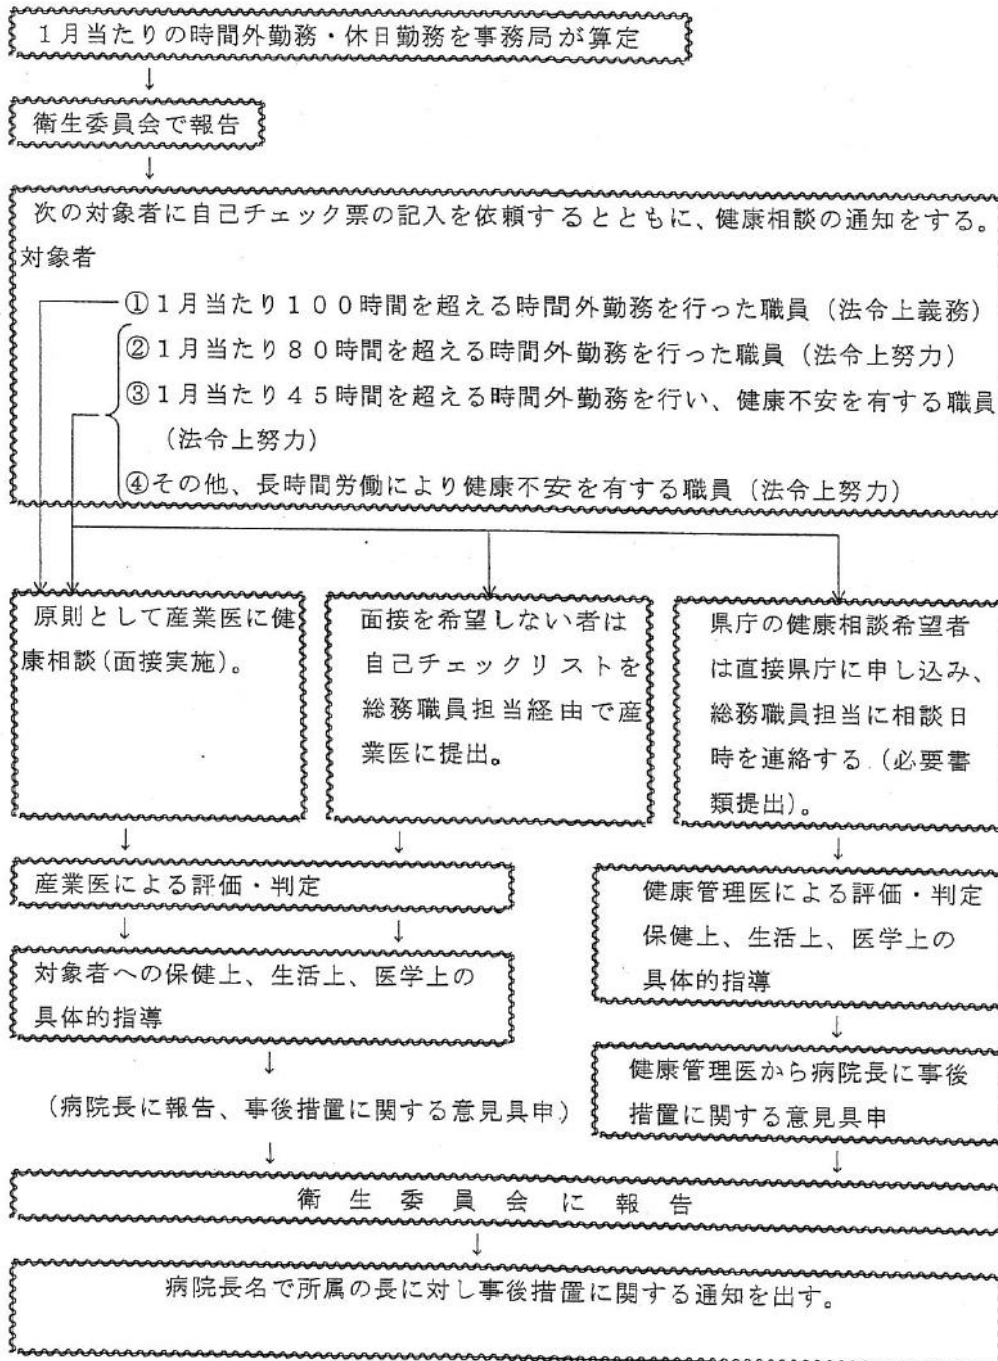 1月当たりの時間外勤務・休日勤務を事務局が算定
↓
衛生委員会で報告
↓
次の対象者に自己チェック票の記入を依頼するとともに、健康相談の通知をする。
対象者
①1月当たり100時間を超える時間外勤務を行った職員(法令上義務)
②1月当たり80時間を超える時間外勤務を行った職員(法令上努力)
③1月当たり45時間を超える時間外勤務を行い、健康不安を有する職員
(法令上努力)
④その他、長時間労働により健康不安を有する職員(法令上努力)
原則として産業医に健
康相談(面接実施)。
面接を希望しない者は
自己チェックリストを
総務職員担当経由で産
業医に提出。
県庁の健康相談希望者
は直接県庁に申し込み、
総務職員担当に相談日
時を連絡する(必要書
類提出)。
↓ ↓ ↓
産業医による評価・判定
↓ ↓
対象者への保健上、生活上、医学上の
具体的指導
↓
(病院長に報告、事後措置に関する意見具申)
↓
健康管理医による評価・判定
保健上、生活上、医学上の
具体的指導
↓
健康管理医から病院長に事後
措置に関する意見具申
↓
衛生委員会に報告
↓
病院長名で所属の長に対し事後措置に関する通知を出す。